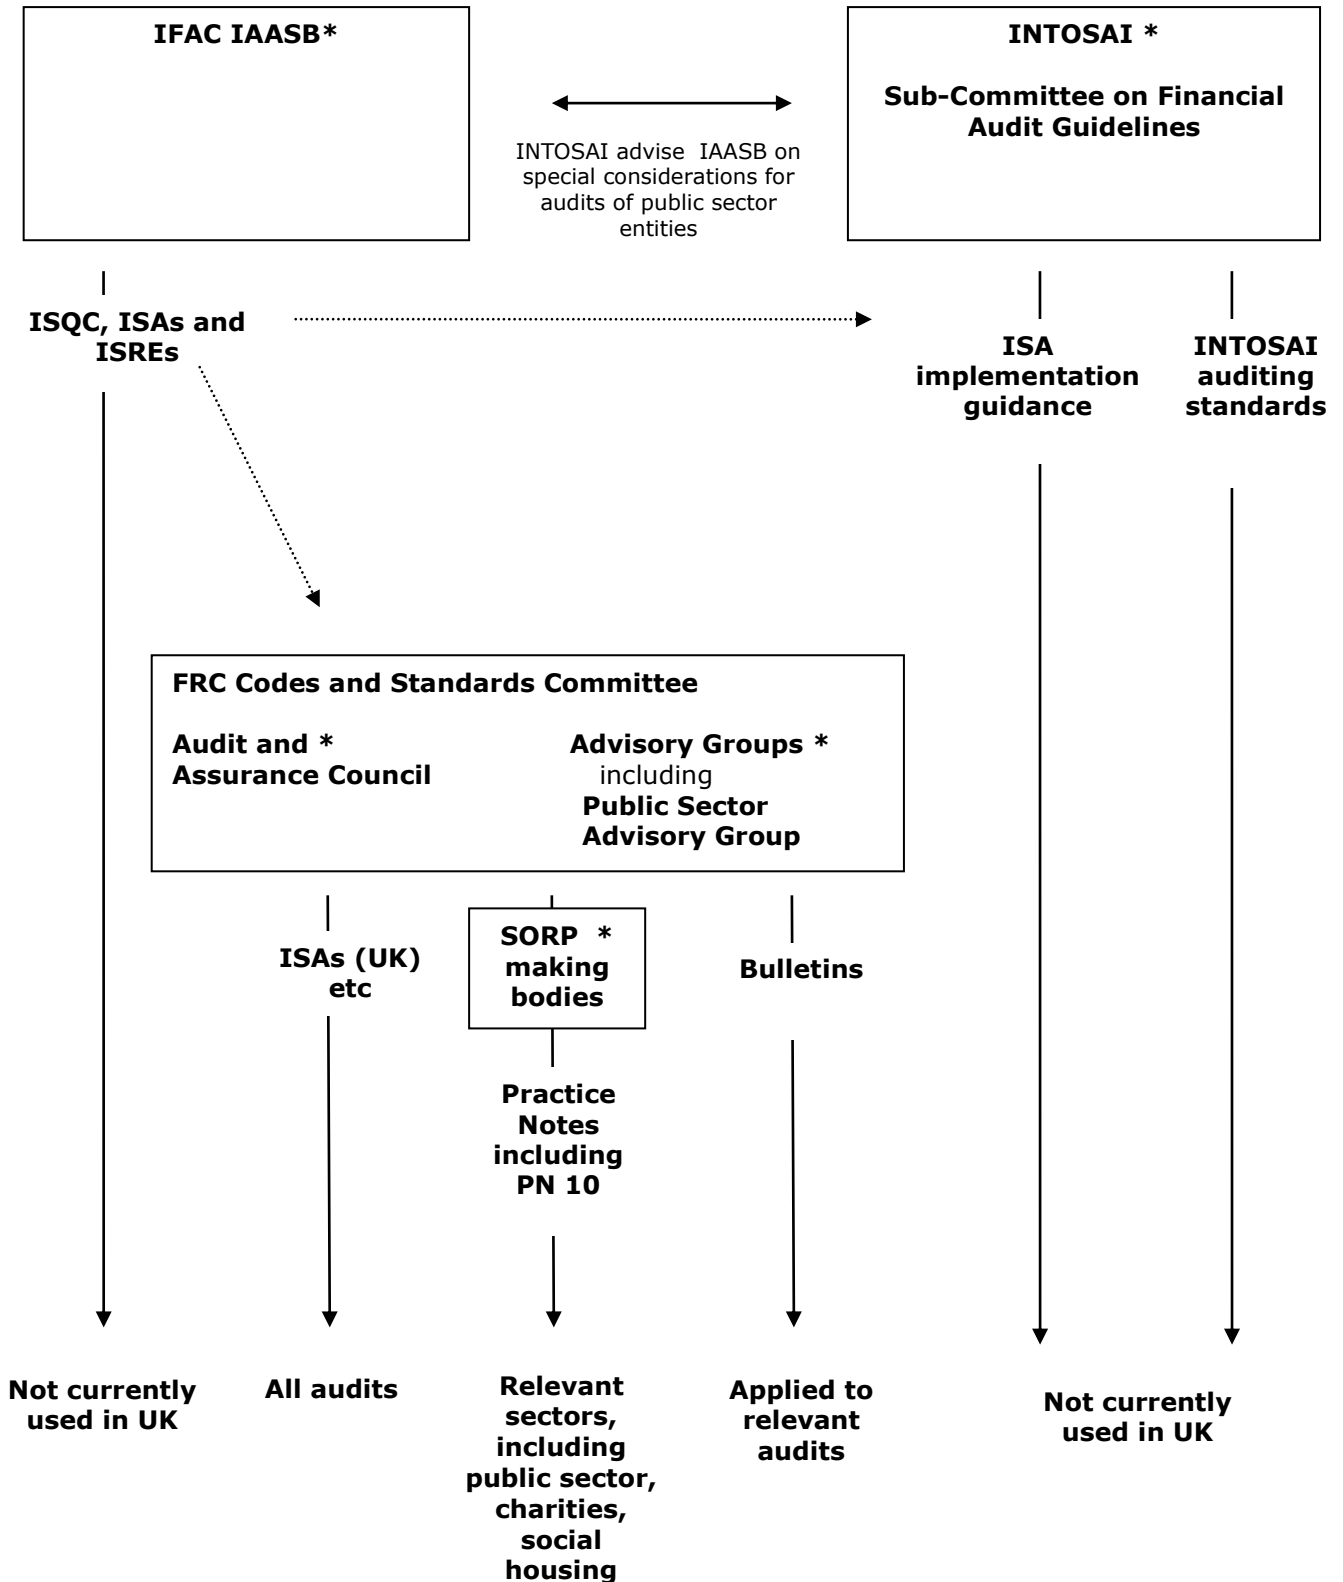 IFAC IAASB*
INTOSAI *
Sub-Committee on Financial
Audit Guidelines
INTOSAI advise IAASB on
special considerations for
audits of public sector
entities
ISQC, ISAs and
ISREs
ISA
implementation
guidance
INTOSAI
auditing
standards
FRC Codes and Standards Committee
Audit and *
Assurance Council
Advisory Groups *
including
Public Sector
Advisory Group
ISAs (UK)
etc
SORP *
making
bodies
Bulletins
Practice
Notes
including
PN 10
Not currently
used in UK
All audits
Relevant
sectors,
including
public sector,
charities,
social
housing
Applied to
relevant
audits
Not currently
used in UK